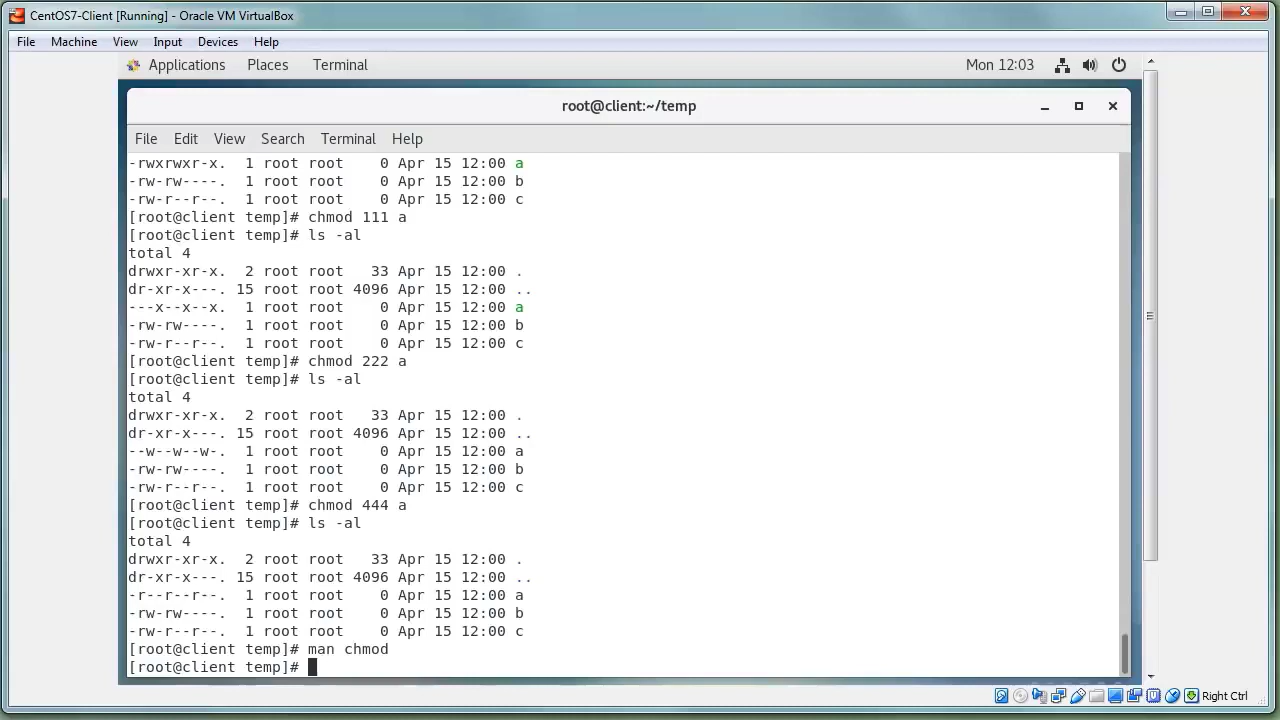 CentOS7-Client [Running] - Oracle VM VirtualBox
File Machine View Input Devices Help
Applications Places Terminal Mon 12:03
root@client:~/temp
File Edit View Search Terminal Help
-rwxrwxr-x. 1 root root 0 Apr 15 12:00 a
-rw-rw----. 1 root root 0 Apr 15 12:00 b
-rw-r--r--. 1 root root 0 Apr 15 12:00 c
[root@client temp]# chmod 111 a
[root@client temp]# ls -al
total 4
drwxr-xr-x. 2 root root 33 Apr 15 12:00 .
dr-xr-x---. 15 root root 4096 Apr 15 12:00 ..
---x--x--x. 1 root root 0 Apr 15 12:00 a
-rw-rw----. 1 root root 0 Apr 15 12:00 b
-rw-r--r--. 1 root root 0 Apr 15 12:00 c
[root@client temp]# chmod 222 a
[root@client temp]# ls -al
total 4
drwxr-xr-x. 2 root root 33 Apr 15 12:00 .
dr-xr-x---. 15 root root 4096 Apr 15 12:00 ..
--w--w--w-. 1 root root 0 Apr 15 12:00 a
-rw-rw----. 1 root root 0 Apr 15 12:00 b
-rw-r--r--. 1 root root 0 Apr 15 12:00 c
[root@client temp]# chmod 444 a
[root@client temp]# ls -al
total 4
drwxr-xr-x. 2 root root 33 Apr 15 12:00 .
dr-xr-x---. 15 root root 4096 Apr 15 12:00 ..
-r--r--r--. 1 root root 0 Apr 15 12:00 a
-rw-rw----. 1 root root 0 Apr 15 12:00 b
-rw-r--r--. 1 root root 0 Apr 15 12:00 c
[root@client temp]# man chmod
[root@client temp]#
Right Ctrl